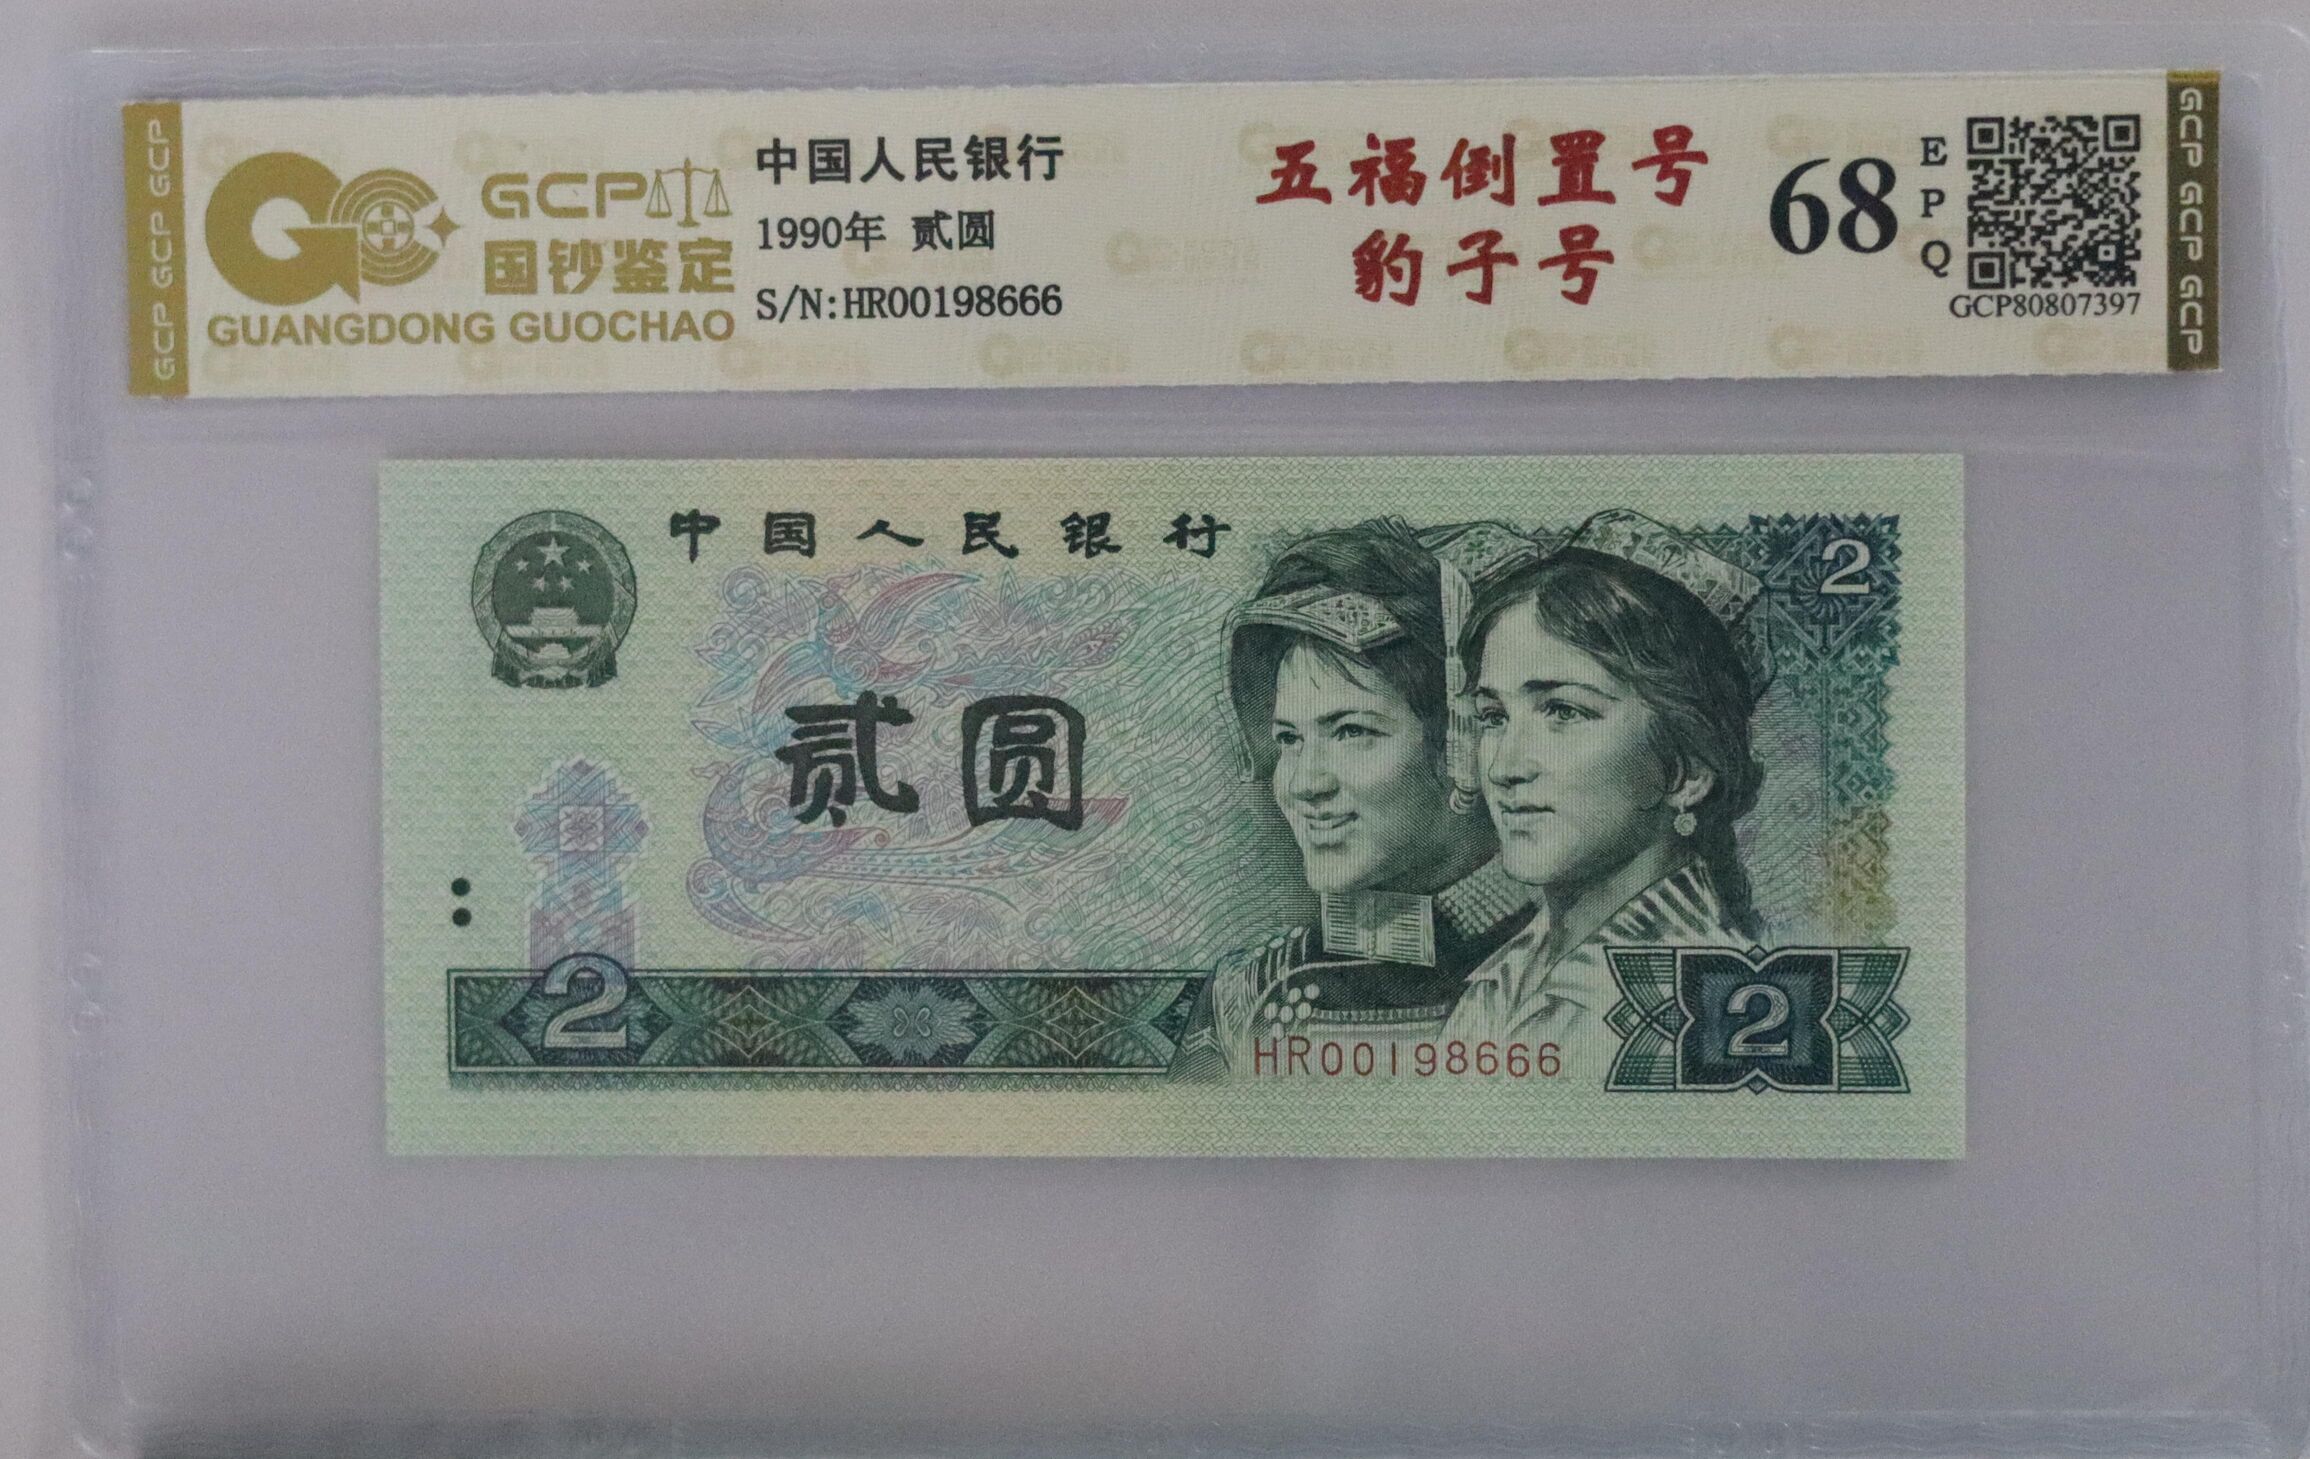 GCP GCP GCP
GCP
国钞鉴定
GUANGDONG GUOCHAO
中国人民银行
1990年 贰圆
S/N:HR00198666
五福倒置号
豹子号
68
EPQ
GCP80807397
GCP GCP GCP
中国人民银行
2
贰圆
2
HR00198666
2